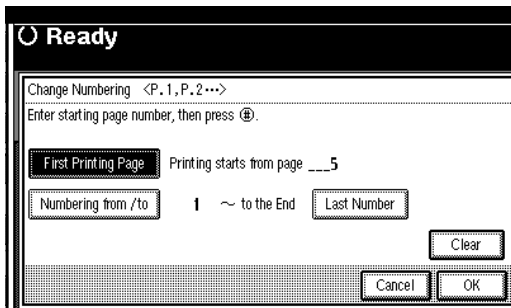 Ready
Change Numbering <P.1,P.2···>
Enter starting page number, then press #.
First Printing Page Printing starts from page ___5
Numbering from /to 1 ~ to the End Last Number
Clear
Cancel OK